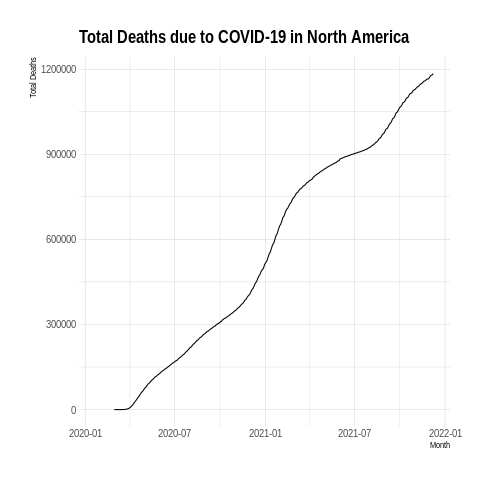 Total Deaths due to COVID-19 in North America
Total Deaths
1200000
900000
600000
300000
0
2020-01 2020-07 2021-01 2021-07 2022-01
Month